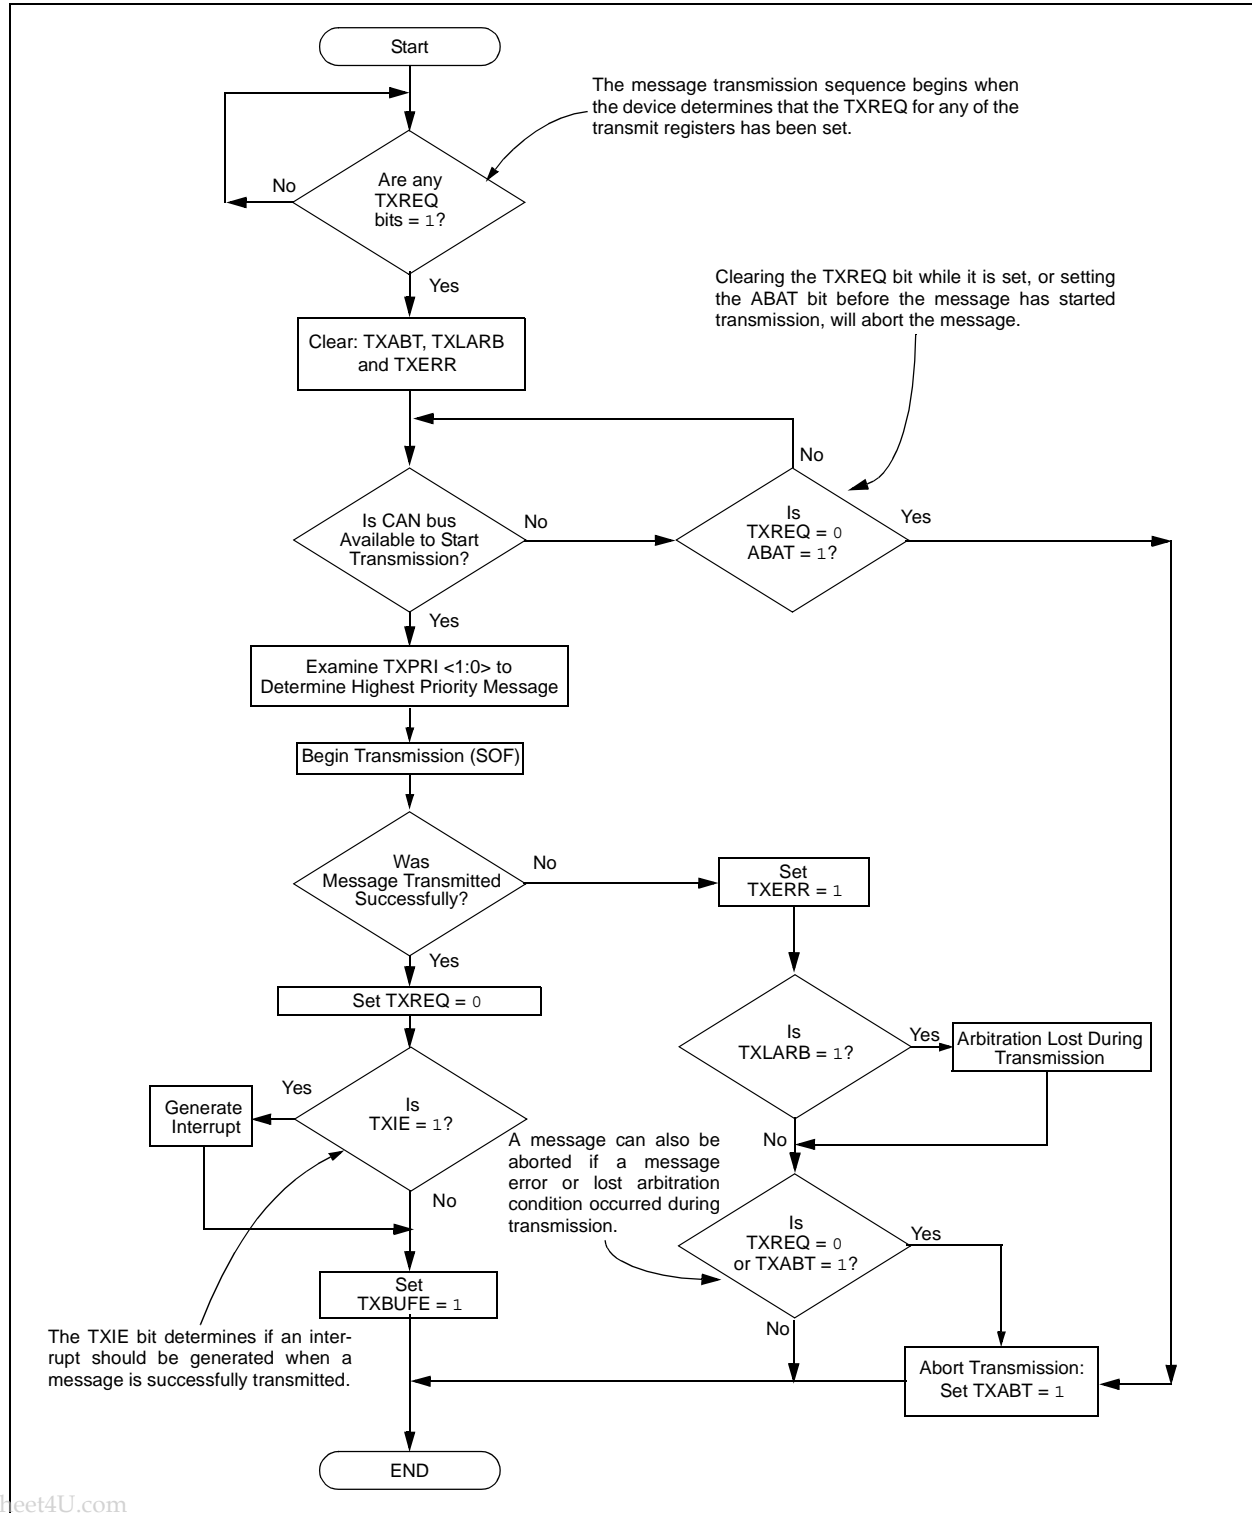 Start
The message transmission sequence begins when
the device determines that the TXREQ for any of the
transmit registers has been set.
Are any
TXREQ
bits = 1?
No
Yes
Clearing the TXREQ bit while it is set, or setting
the ABAT bit before the message has started
transmission, will abort the message.
Clear: TXABT, TXLARB
and TXERR
Is CAN bus
Available to Start
Transmission?
No
Yes
Is
TXREQ = 0
ABAT = 1?
No
Yes
Examine TXPRI <1:0> to
Determine Highest Priority Message
Begin Transmission (SOF)
Was
Message Transmitted
Successfully?
No
Yes
Set
TXERR = 1
Set TXREQ = 0
Is
TXLARB = 1?
Yes
Arbitration Lost During
Transmission
No
Is
TXIE = 1?
Yes
Generate
Interrupt
No
A message can also be
aborted if a message
error or lost arbitration
condition occurred during
transmission.
Is
TXREQ = 0
or TXABT = 1?
Yes
No
Set
TXBUFE = 1
The TXIE bit determines if an inter-
rupt should be generated when a
message is successfully transmitted.
Abort Transmission:
Set TXABT = 1
END
heet4U.com